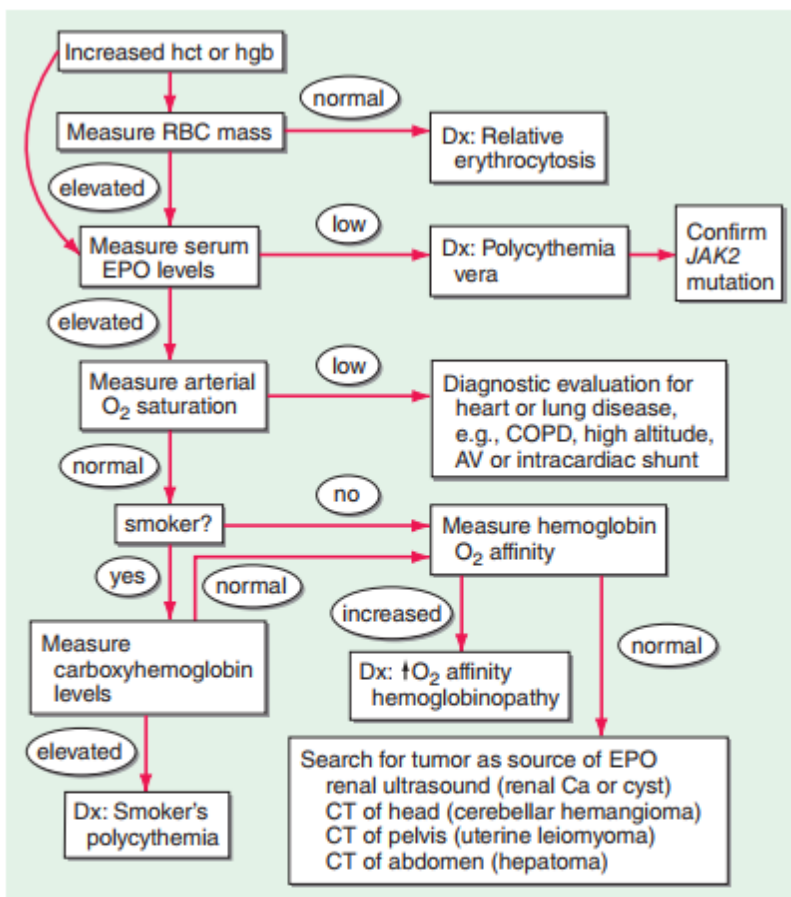 Increased hct or hgb
normal
Measure RBC mass
Dx: Relative
erythrocytosis
elevated
Measure serum
EPO levels
low
Dx: Polycythemia
vera
Confirm
JAK2
mutation
elevated
Measure arterial
O2 saturation
low
Diagnostic evaluation for
heart or lung disease,
e.g., COPD, high altitude,
AV or intracardiac shunt
normal
smoker?
no
Measure hemoglobin
O2 affinity
yes
normal
increased
normal
Measure
carboxyhemoglobin
levels
Dx: ↑O2 affinity
hemoglobinopathy
elevated
Dx: Smoker's
polycythemia
Search for tumor as source of EPO
renal ultrasound (renal Ca or cyst)
CT of head (cerebellar hemangioma)
CT of pelvis (uterine leiomyoma)
CT of abdomen (hepatoma)